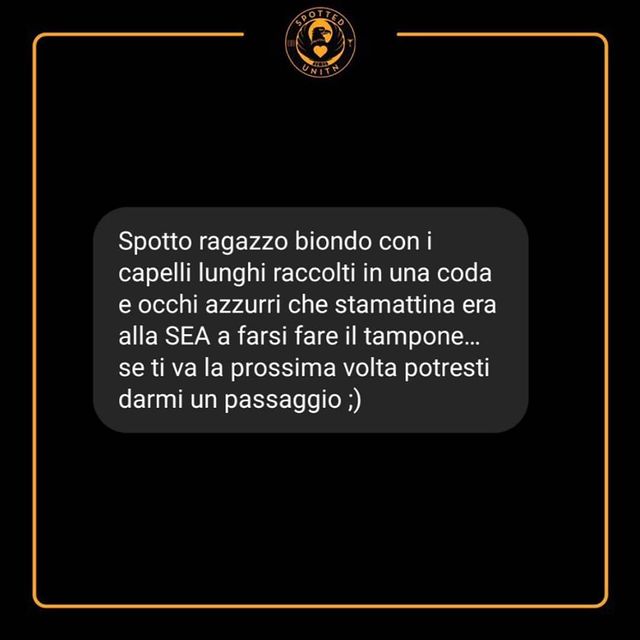 SPOTTED
UNITN
Spotto ragazzo biondo con i
capelli lunghi raccolti in una coda
e occhi azzurri che stamattina era
alla SEA a farsi fare il tampone...
se ti va la prossima volta potresti
darmi un passaggio ;)